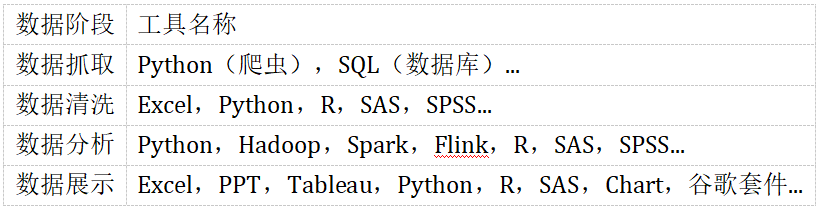 数据阶段 工具名称
数据抓取 Python（爬虫），SQL（数据库）...
数据清洗 Excel，Python，R，SAS，SPSS...
数据分析 Python，Hadoop，Spark，Flink，R，SAS，SPSS...
数据展示 Excel，PPT，Tableau，Python，R，SAS，Chart，谷歌套件...